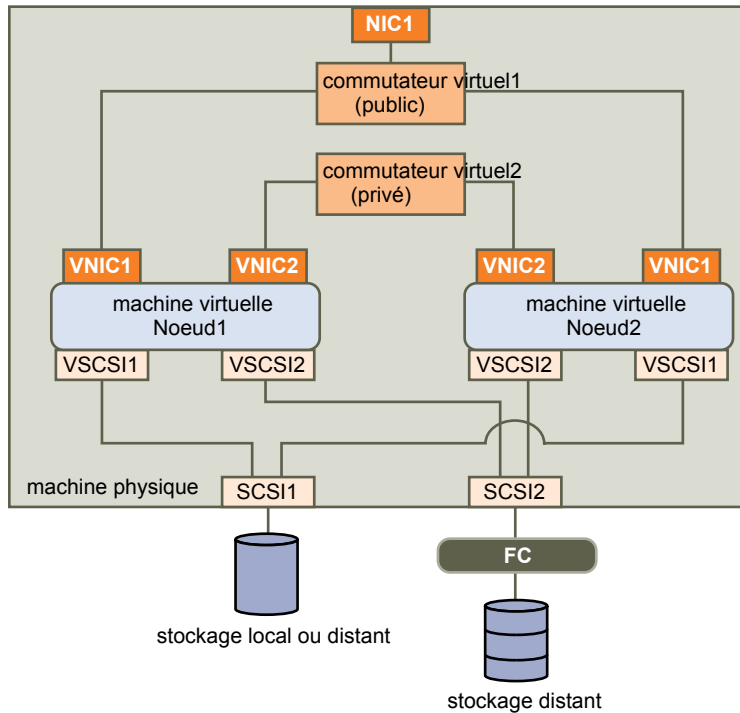 NIC1
commutateur virtuel1
(public)
commutateur virtuel2
(privé)
VNIC1
VNIC2
VNIC2
VNIC1
machine virtuelle
Noeud1
machine virtuelle
Noeud2
VSCSI1
VSCSI2
VSCSI2
VSCSI1
machine physique
SCSI1
SCSI2
FC
stockage local ou distant
stockage distant